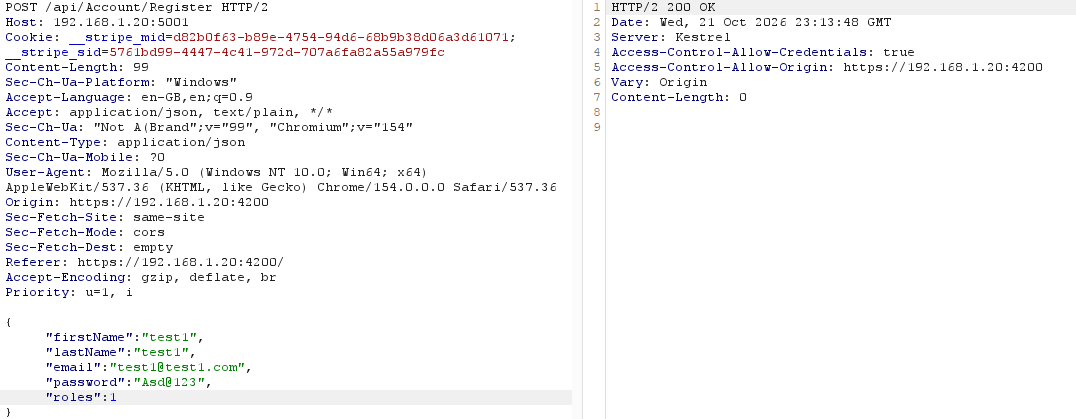 POST /api/Account/Register HTTP/2
Host: 192.168.1.20:5001
Cookie: __stripe_mid=d82b0f63-b89e-4754-94d6-68b9b38d06a3d61071;
__stripe_sid=5761bd99-4447-4c41-972d-707a6fa82a55a979fc
Content-Length: 99
Sec-Ch-Ua-Platform: "Windows"
Accept-Language: en-GB,en;q=0.9
Accept: application/json, text/plain, */*
Sec-Ch-Ua: "Not A(Brand";v="99", "Chromium";v="154"
Content-Type: application/json
Sec-Ch-Ua-Mobile: ?0
User-Agent: Mozilla/5.0 (Windows NT 10.0; Win64; x64)
AppleWebKit/537.36 (KHTML, like Gecko) Chrome/154.0.0.0 Safari/537.36
Origin: https://192.168.1.20:4200
Sec-Fetch-Site: same-site
Sec-Fetch-Mode: cors
Sec-Fetch-Dest: empty
Referer: https://192.168.1.20:4200/
Accept-Encoding: gzip, deflate, br
Priority: u=1, i
{
"firstName":"test1",
"lastName":"test1",
"email":"test1@test1.com",
"password":"Asd@123",
"roles":1
}
1 HTTP/2 200 OK
2 Date: Wed, 21 Oct 2026 23:13:48 GMT
3 Server: Kestrel
4 Access-Control-Allow-Credentials: true
5 Access-Control-Allow-Origin: https://192.168.1.20:4200
6 Vary: Origin
7 Content-Length: 0
8
9